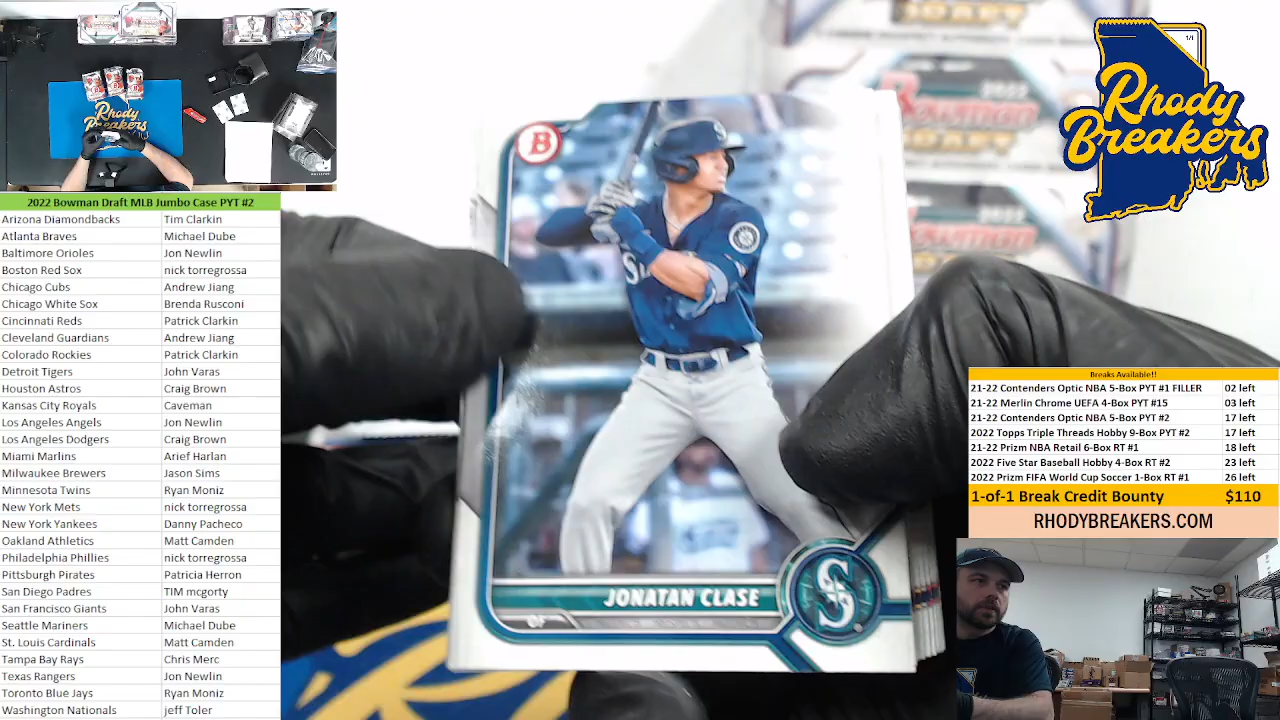 Rhody
Breakers
2022 Bowman Draft MLB Jumbo Case PYT #2
Arizona Diamondbacks Tim Clarkin
Atlanta Braves Michael Dube
Baltimore Orioles Jon Newlin
Boston Red Sox nick torregrossa
Chicago Cubs Andrew Jiang
Chicago White Sox Brenda Rusconi
Cincinnati Reds Patrick Clarkin
Cleveland Guardians Andrew Jiang
Colorado Rockies Patrick Clarkin
Detroit Tigers John Varas
Houston Astros Craig Brown
Kansas City Royals Caveman
Los Angeles Angels Jon Newlin
Los Angeles Dodgers Craig Brown
Miami Marlins Arief Harlan
Milwaukee Brewers Jason Sims
Minnesota Twins Ryan Moniz
New York Mets nick torregrossa
New York Yankees Danny Pacheco
Oakland Athletics Matt Camden
Philadelphia Phillies nick torregrossa
Pittsburgh Pirates Patricia Herron
San Diego Padres TIM mcgorty
San Francisco Giants John Varas
Seattle Mariners Michael Dube
St. Louis Cardinals Matt Camden
Tampa Bay Rays Chris Merc
Texas Rangers Jon Newlin
Toronto Blue Jays Ryan Moniz
Washington Nationals jeff Toler
B
JONATAN CLASE
OF
S
2022
Bowman
DRAFT
2022
Bowman
1/1
Rhody
Breakers
Breaks Available!!
21-22 Contenders Optic NBA 5-Box PYT #1 FILLER 02 left
21-22 Merlin Chrome UEFA 4-Box PYT #15 03 left
21-22 Contenders Optic NBA 5-Box PYT #2 17 left
2022 Topps Triple Threads Hobby 9-Box PYT #2 17 left
21-22 Prizm NBA Retail 6-Box RT #1 18 left
2022 Five Star Baseball Hobby 4-Box RT #2 23 left
2022 Prizm FIFA World Cup Soccer 1-Box RT #1 26 left
1-of-1 Break Credit Bounty $110
RHODYBREAKERS.COM